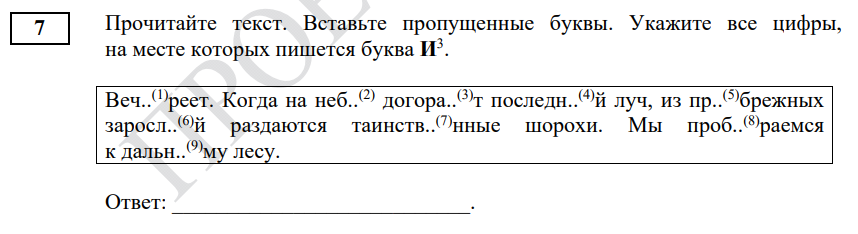 7
Прочитайте текст. Вставьте пропущенные буквы. Укажите все цифры,
на месте которых пишется буква И³.
Веч..⁽¹⁾реет. Когда на неб..⁽²⁾ догора..⁽³⁾т последн..⁽⁴⁾й луч, из пр..⁽⁵⁾брежных
заросл..⁽⁶⁾й раздаются таинств..⁽⁷⁾нные шорохи. Мы проб..⁽⁸⁾раемся
к дальн..⁽⁹⁾му лесу.
Ответ: ___________________________.